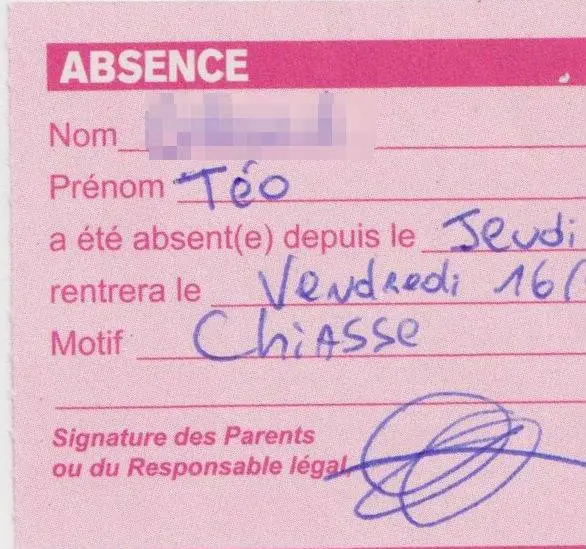 ABSENCE
Nom
Prénom Téo
a été absent(e) depuis le Jeudi
rentrera le Vendredi 16/
Motif Chiasse
Signature des Parents
ou du Responsable légal